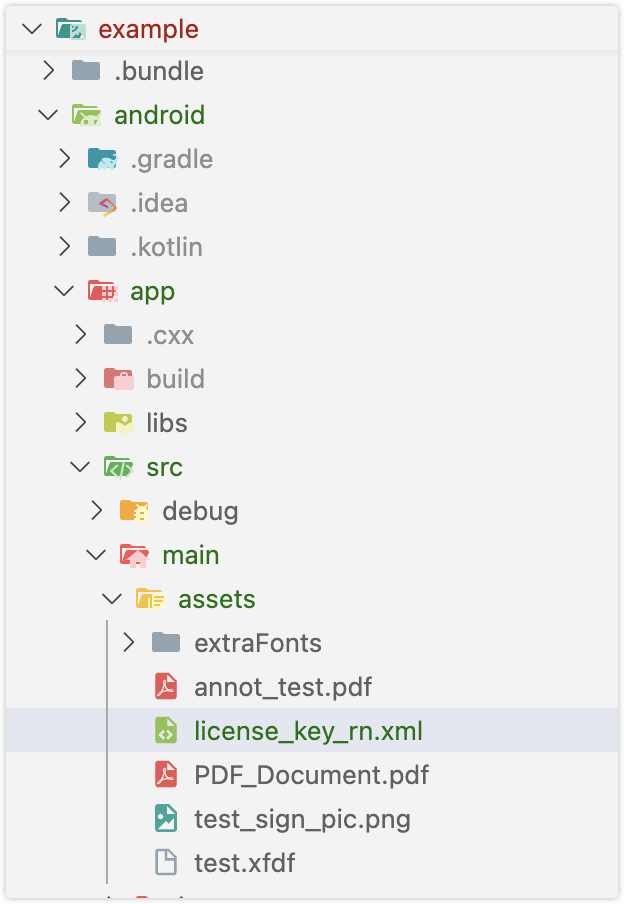 example
.bundle
android
.gradle
.idea
.kotlin
app
.cxx
build
libs
src
debug
main
assets
extraFonts
annot_test.pdf
license_key_rn.xml
PDF_Document.pdf
test_sign_pic.png
test.xfdf